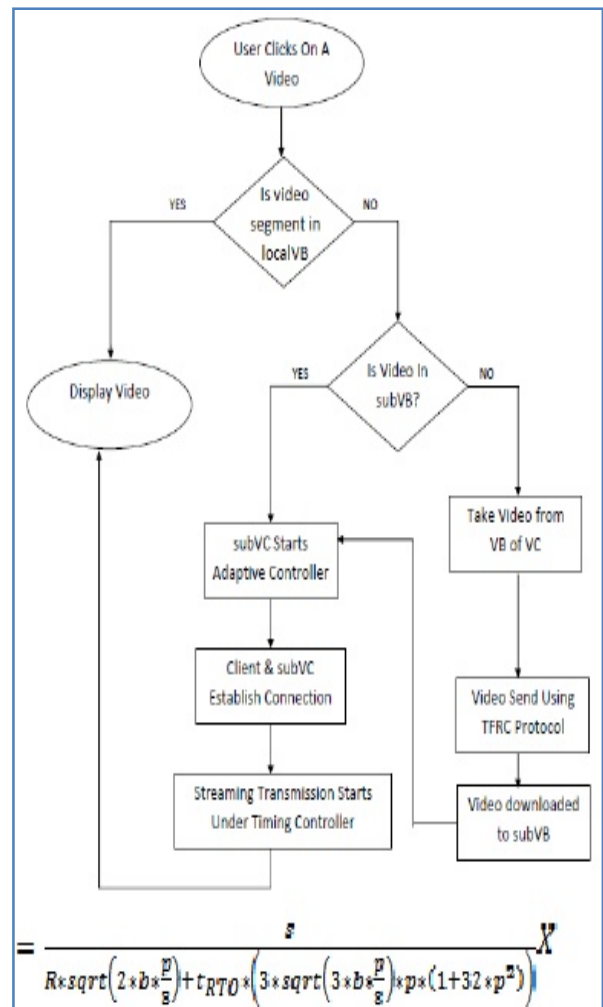 User Clicks On A
Video
Is video
segment in
localVB
YES
NO
Display Video
Is Video In
subVB?
YES
NO
subVC Starts
Adaptive Controller
Take Video from
VB of VC
Client & subVC
Establish Connection
Video Send Using
TFRC Protocol
Streaming Transmission Starts
Under Timing Controller
Video downloaded
to subVB
s
= X
R*sqrt(2*b*p/s)+t_RTO*(3*sqrt(3*b*p/s)*p*(1+32*p^2))